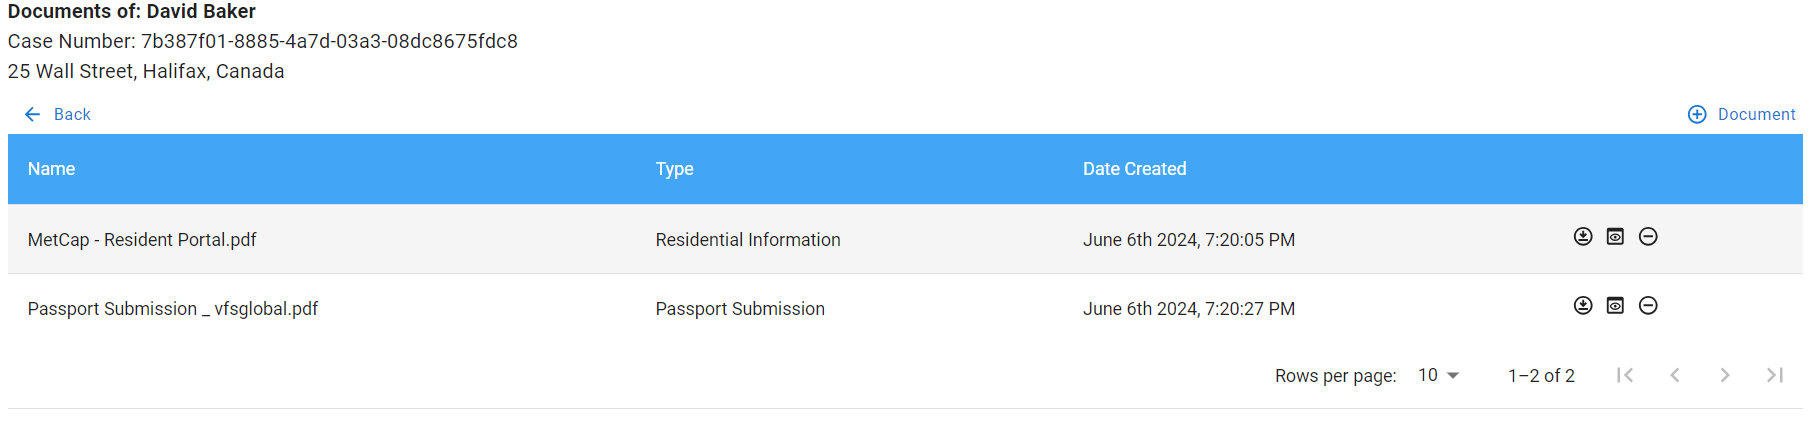 Documents of: David Baker
Case Number: 7b387f01-8885-4a7d-03a3-08dc8675fdc8
25 Wall Street, Halifax, Canada
Back Document
Name Type Date Created
MetCap - Resident Portal.pdf Residential Information June 6th 2024, 7:20:05 PM
Passport Submission _ vfsglobal.pdf Passport Submission June 6th 2024, 7:20:27 PM
Rows per page: 10 1–2 of 2